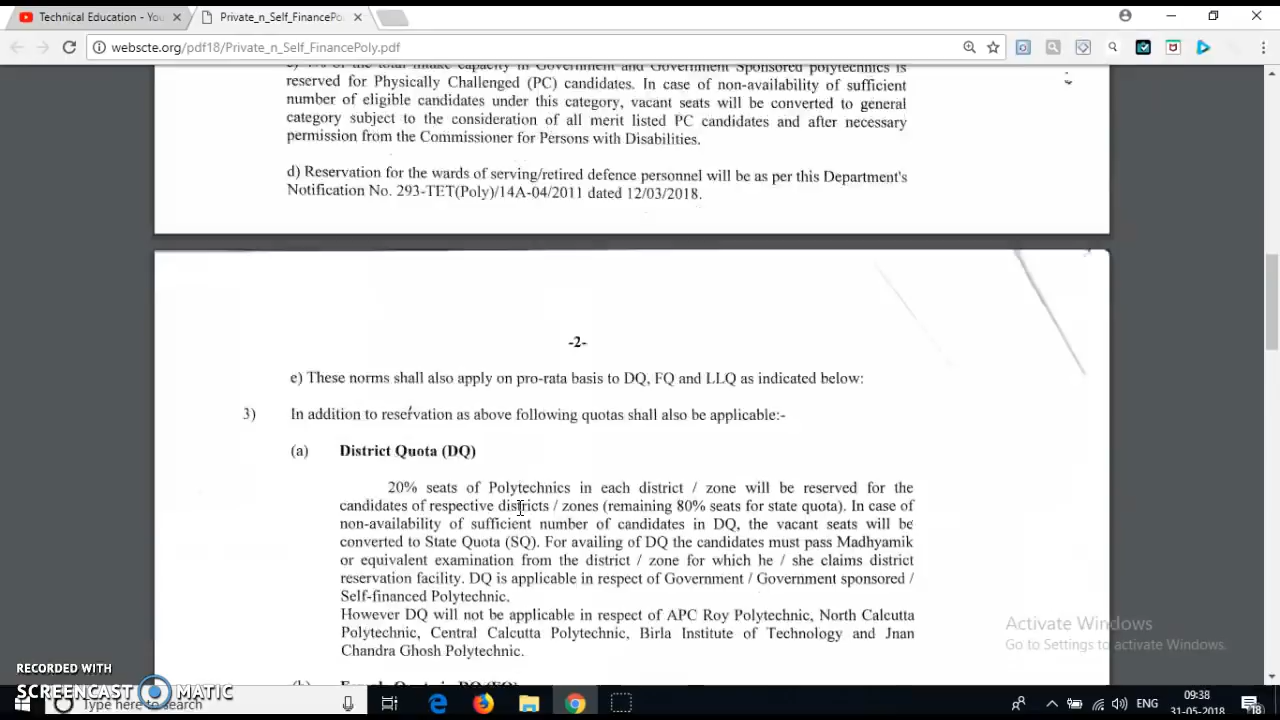 Technical Education - You
Private_n_Self_FinancePo
webscte.org/pdf18/Private_n_Self_FinancePoly.pdf
of the total intake capacity in Government and Government Sponsored polytechnics is
reserved for Physically Challenged (PC) candidates. In case of non-availability of sufficient
number of eligible candidates under this category, vacant seats will be converted to general
category subject to the consideration of all merit listed PC candidates and after necessary
permission from the Commissioner for Persons with Disabilities.
d) Reservation for the wards of serving/retired defence personnel will be as per this Department's
Notification No. 293-TET(Poly)/14A-04/2011 dated 12/03/2018.
-2-
e) These norms shall also apply on pro-rata basis to DQ, FQ and LLQ as indicated below:
3) In addition to reservation as above following quotas shall also be applicable:-
(a) District Quota (DQ)
20% seats of Polytechnics in each district / zone will be reserved for the
candidates of respective districts / zones (remaining 80% seats for state quota). In case of
non-availability of sufficient number of candidates in DQ, the vacant seats will be
converted to State Quota (SQ). For availing of DQ the candidates must pass Madhyamik
or equivalent examination from the district / zone for which he / she claims district
reservation facility. DQ is applicable in respect of Government / Government sponsored /
Self-financed Polytechnic.
However DQ will not be applicable in respect of APC Roy Polytechnic, North Calcutta
Polytechnic, Central Calcutta Polytechnic, Birla Institute of Technology and Jnan
Chandra Ghosh Polytechnic.
Activate Windows
Go to Settings to activate Windows.
RECORDED WITH
SCREENCAST MATIC
Type here to search
ENG
09:38
31-05-2018
18